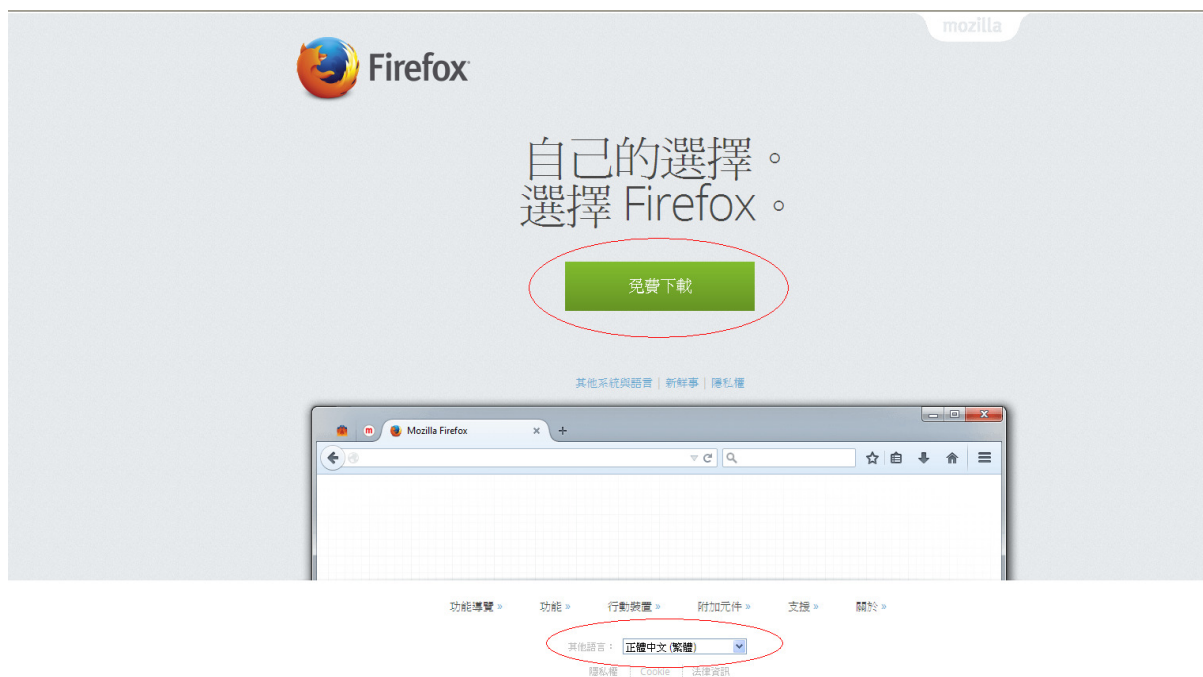 mozilla
Firefox
自己的選擇。
選擇 Firefox。
免費下載
其他系統與語言 | 新鮮事 | 隱私權
m
Mozilla Firefox
功能導覽 » 功能 » 行動裝置 » 附加元件 » 支援 » 關於 »
其他語言： 正體中文 (繁體)
隱私權 | Cookie | 法律資訊